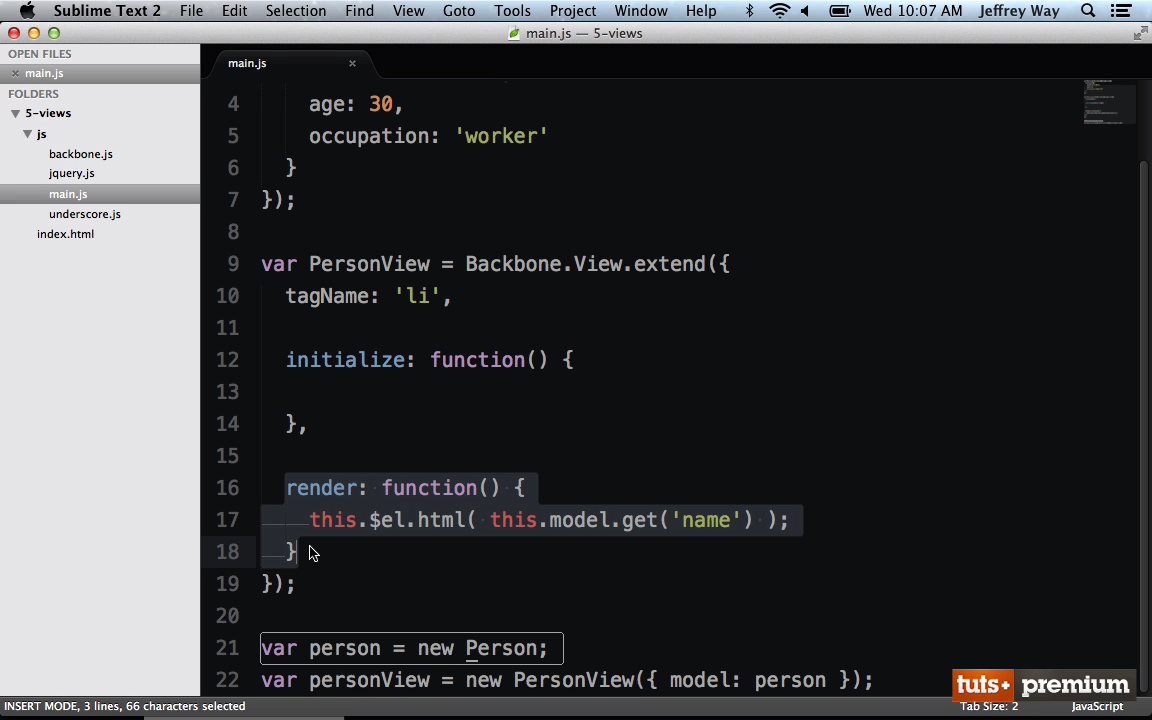 Sublime Text 2 File Edit Selection Find View Goto Tools Project Window Help Wed 10:07 AM Jeffrey Way
main.js — 5-views
OPEN FILES
× main.js
FOLDERS
5-views
js
backbone.js
jquery.js
main.js
underscore.js
index.html
main.js ×
4 age: 30,
5 occupation: 'worker'
6 }
7 });
8
9 var PersonView = Backbone.View.extend({
10 tagName: 'li',
11
12 initialize: function() {
13
14 },
15
16 render: function() {
17 this.$el.html( this.model.get('name') );
18 }
19 });
20
21 var person = new Person;
22 var personView = new PersonView({ model: person });
tuts+ premium
INSERT MODE, 3 lines, 66 characters selected Tab Size: 2 JavaScript